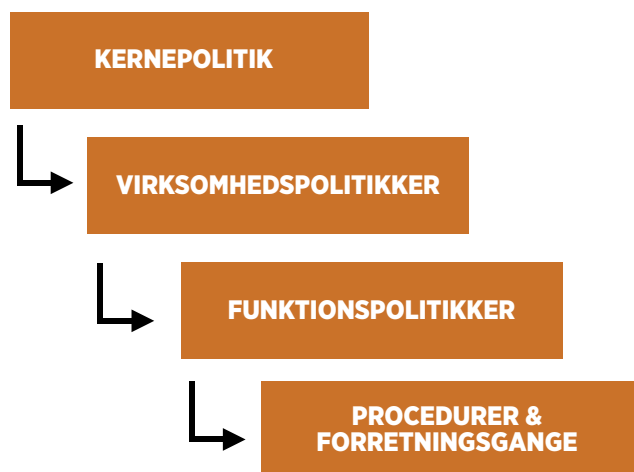 KERNEPOLITIK
VIRKSOMHEDSPOLITIKKER
FUNKTIONSPOLITIKKER
PROCEDURER &
FORRETNINGSGANGE